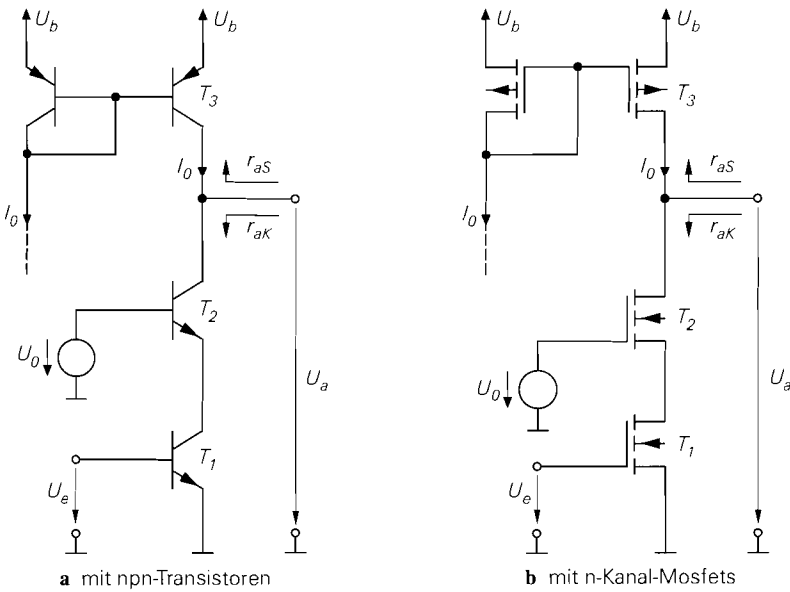 U_b U_b U_b U_b
T_3 T_3
I_0 r_aS I_0 r_aS
I_0 r_aK I_0 r_aK
T_2 T_2
U_0 U_a U_0 U_a
T_1 T_1
U_e U_e
a mit npn-Transistoren
b mit n-Kanal-Mosfets